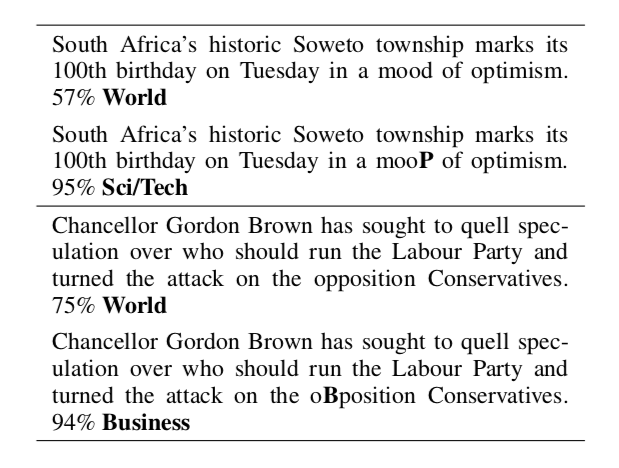 South Africa’s historic Soweto township marks its
100th birthday on Tuesday in a mood of optimism.
57% World
South Africa’s historic Soweto township marks its
100th birthday on Tuesday in a mooP of optimism.
95% Sci/Tech
Chancellor Gordon Brown has sought to quell spec-
ulation over who should run the Labour Party and
turned the attack on the opposition Conservatives.
75% World
Chancellor Gordon Brown has sought to quell spec-
ulation over who should run the Labour Party and
turned the attack on the oBposition Conservatives.
94% Business